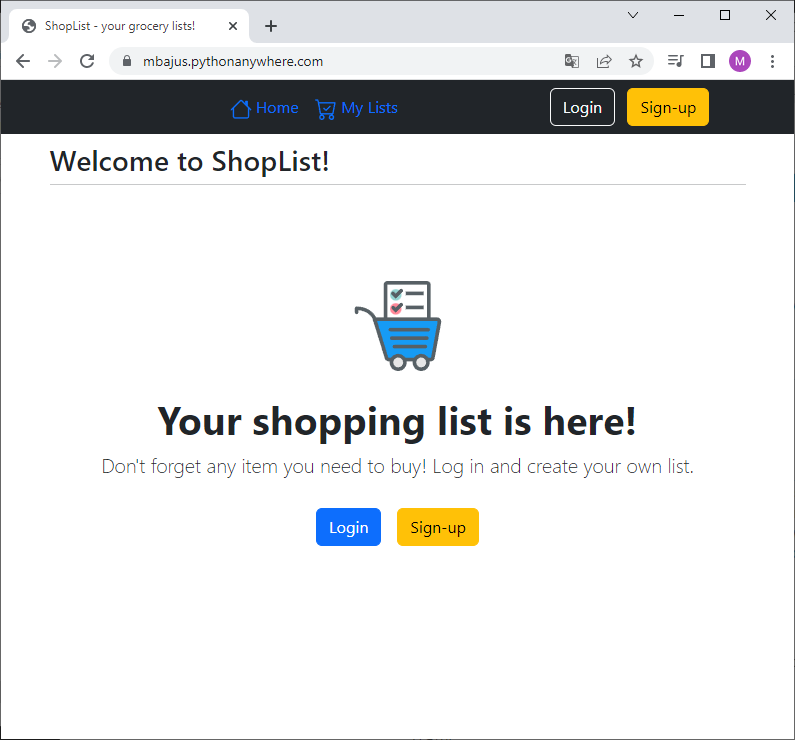 ShopList - your grocery lists!
mbajus.pythonanywhere.com
M
Home My Lists Login Sign-up
Welcome to ShopList!
Your shopping list is here!
Don't forget any item you need to buy! Log in and create your own list.
Login Sign-up